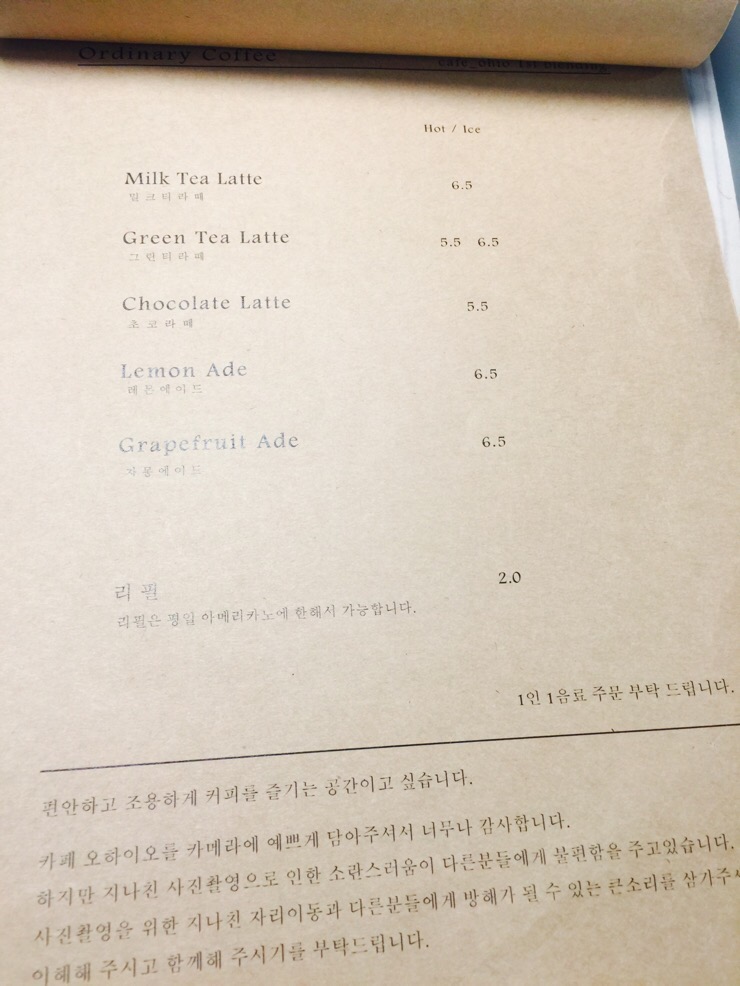 Ordinary Coffee
cafe_ohio 1st blending
Hot / Ice
Milk Tea Latte 6.5
밀크티라떼
Green Tea Latte 5.5 6.5
그린티라떼
Chocolate Latte 5.5
초코라떼
Lemon Ade 6.5
레몬에이드
Grapefruit Ade 6.5
자몽에이드
리필 2.0
리필은 평일 아메리카노에 한해서 가능합니다.
1인 1음료 주문 부탁 드립니다.
편안하고 조용하게 커피를 즐기는 공간이고 싶습니다.
카페 오하이오를 카메라에 예쁘게 담아주셔서 너무나 감사합니다.
하지만 지나친 사진촬영으로 인한 소란스러움이 다른분들에게 불편함을 주고있습니다.
사진촬영을 위한 지나친 자리이동과 다른분들에게 방해가 될 수 있는 큰소리를 삼가주
이해해 주시고 함께해 주시기를 부탁드립니다.